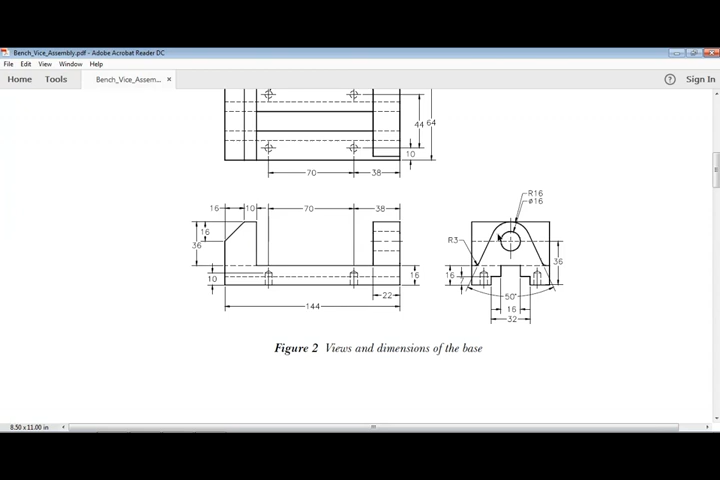 Bench_Vice_Assembly.pdf - Adobe Acrobat Reader DC
File Edit View Window Help
Home Tools Bench_Vice_Assem... × ? Sign In
44 64
10
70 38
16 10 70 38
16
36
10
16
22
144
R16
ø16
R3
36
16
50°
16
32
Figure 2 Views and dimensions of the base
8.50 x 11.00 in